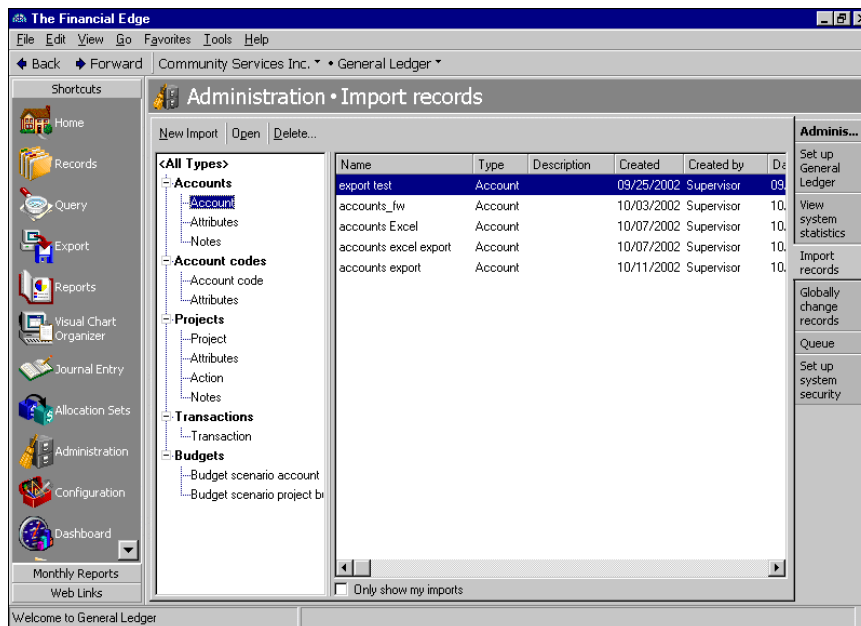 The Financial Edge
File Edit View Go Favorites Tools Help
Back Forward Community Services Inc. • General Ledger
Shortcuts
Home
Records
Query
Export
Reports
Visual Chart
Organizer
Journal Entry
Allocation Sets
Administration
Configuration
Dashboard
Monthly Reports
Web Links
Administration • Import records
New Import Open Delete...
<All Types>
Accounts
Account
Attributes
Notes
Account codes
Account code
Attributes
Projects
Project
Attributes
Action
Notes
Transactions
Transaction
Budgets
Budget scenario account
Budget scenario project
Name Type Description Created Created by
export test Account 09/25/2002 Supervisor 09.
accounts_fw Account 10/03/2002 Supervisor 10.
accounts Excel Account 10/07/2002 Supervisor 10.
accounts excel export Account 10/07/2002 Supervisor 10.
accounts export Account 10/11/2002 Supervisor 10.
Only show my imports
Adminis...
Set up
General
Ledger
View
system
statistics
Import
records
Globally
change
records
Queue
Set up
system
security
Welcome to General Ledger